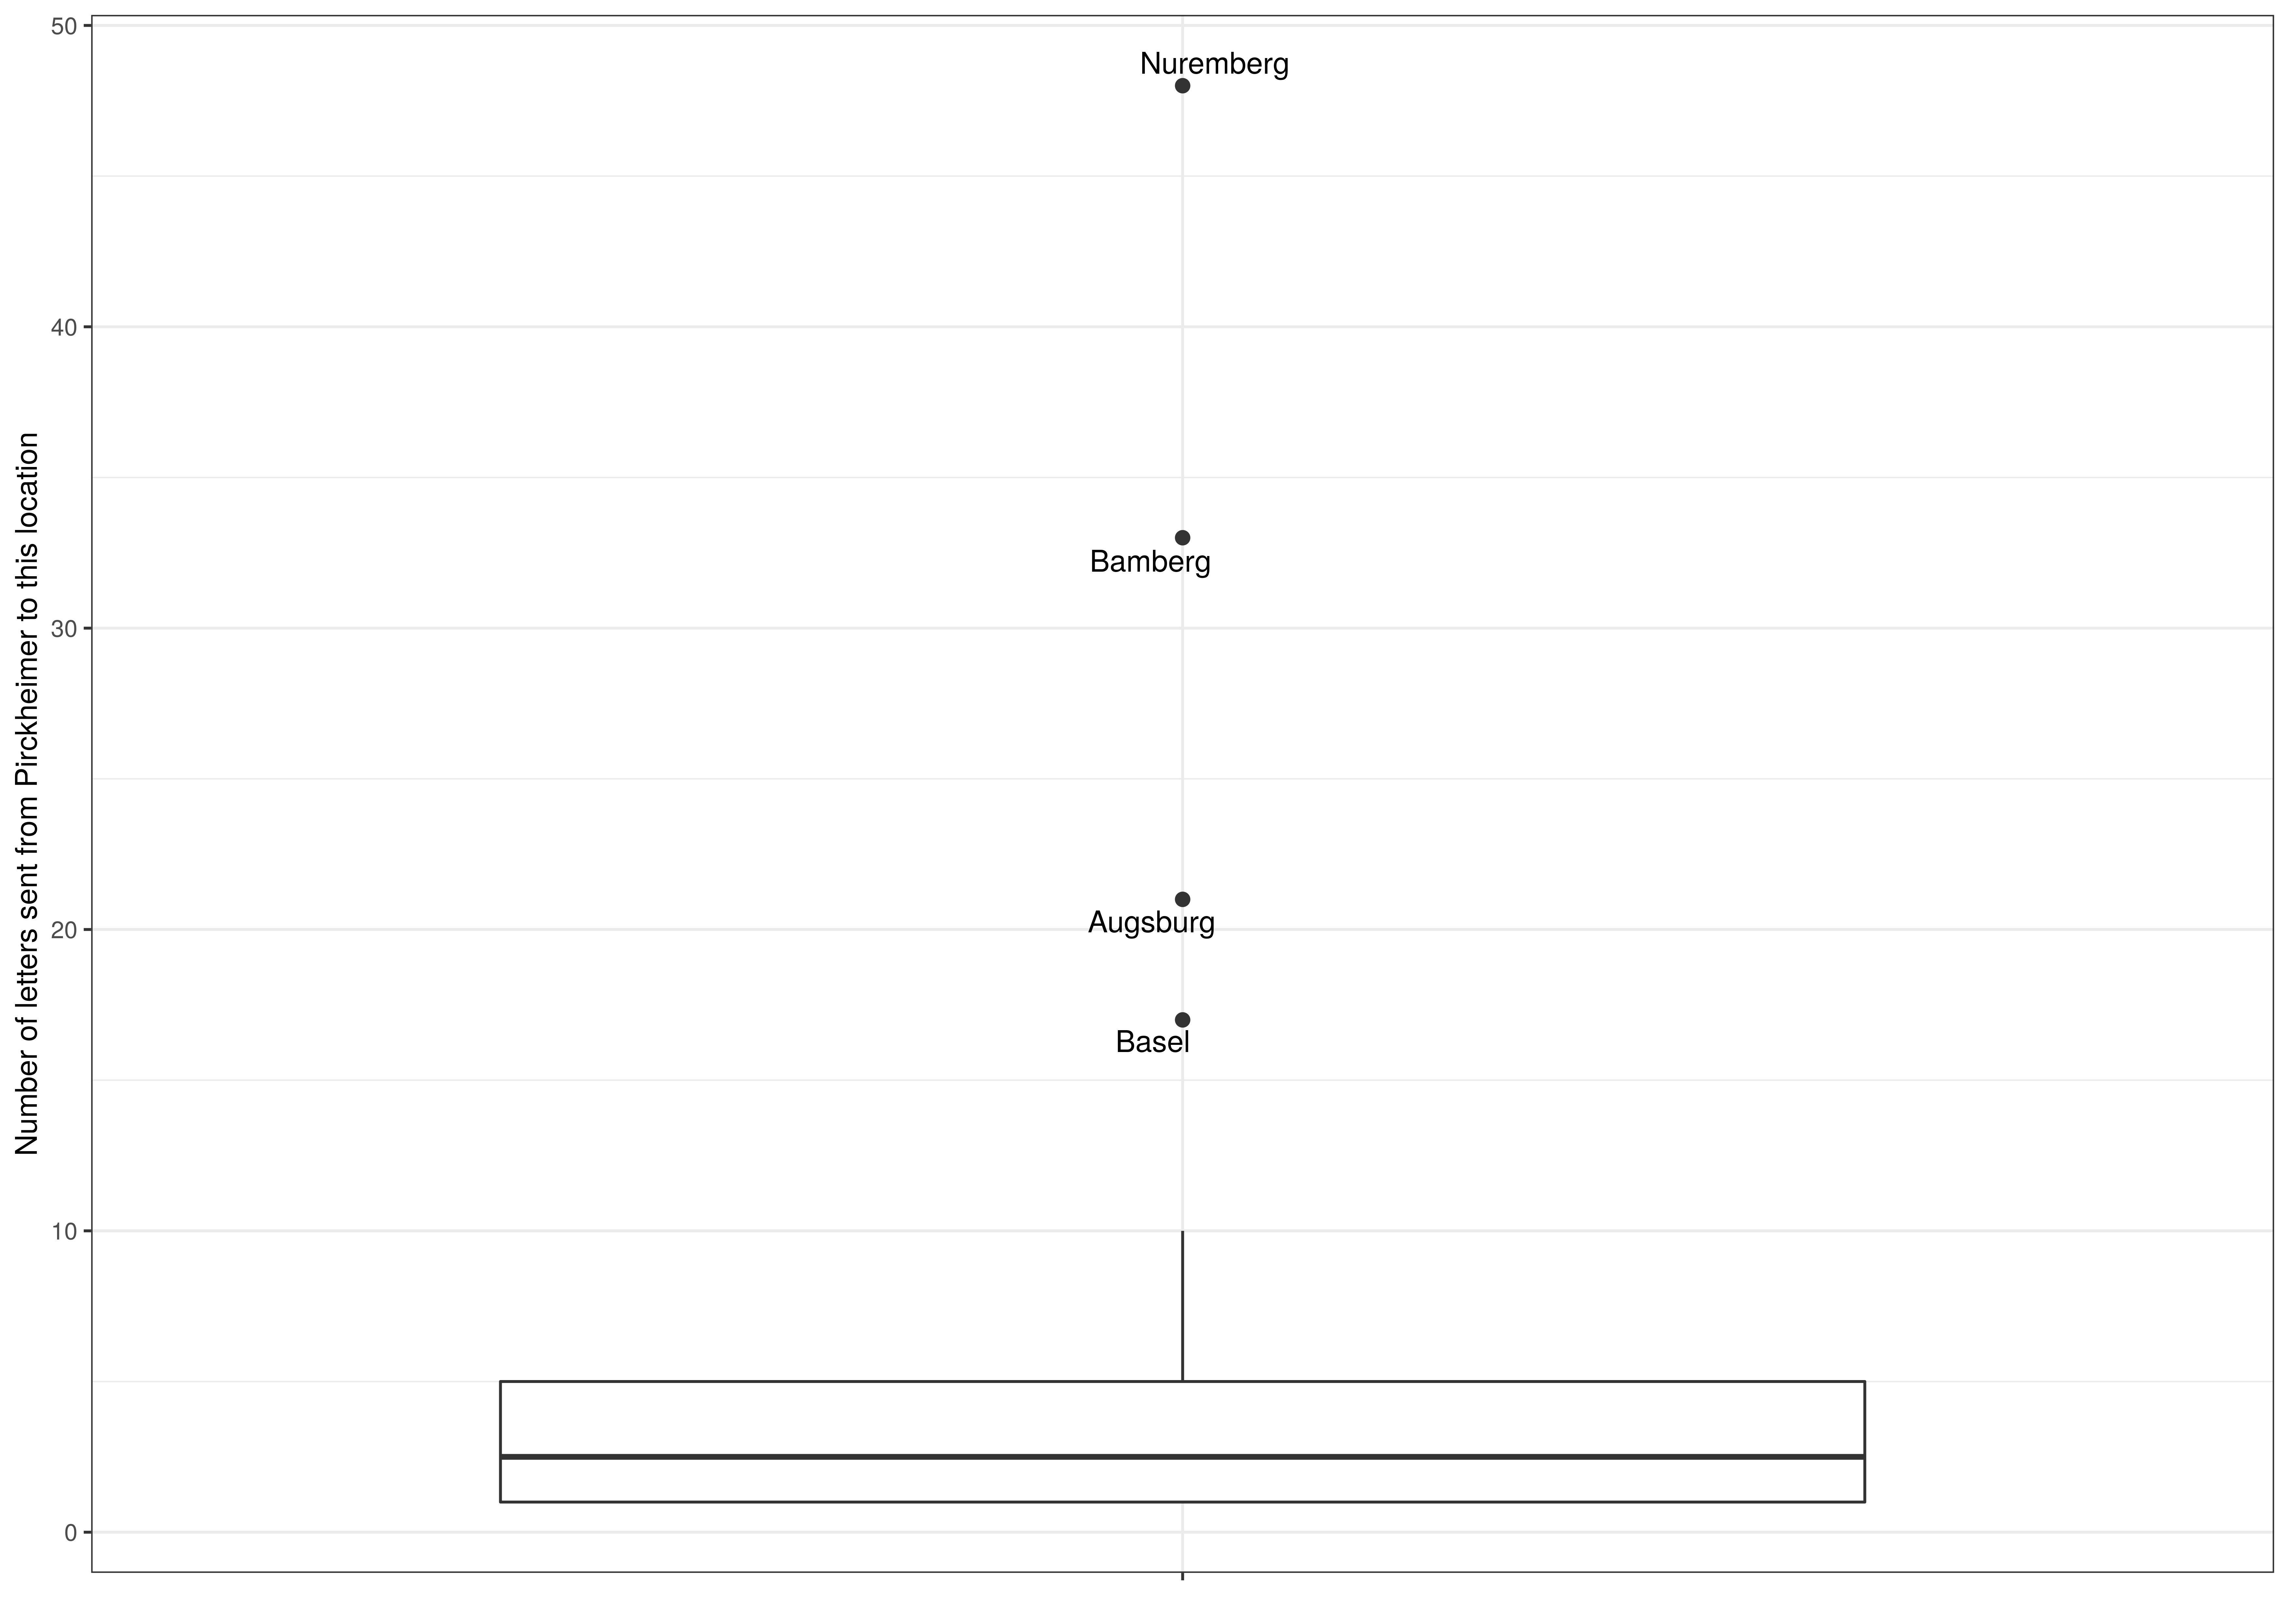 Number of letters sent from Pirckheimer to this location
50
40
30
20
10
0
Nuremberg
Bamberg
Augsburg
Basel